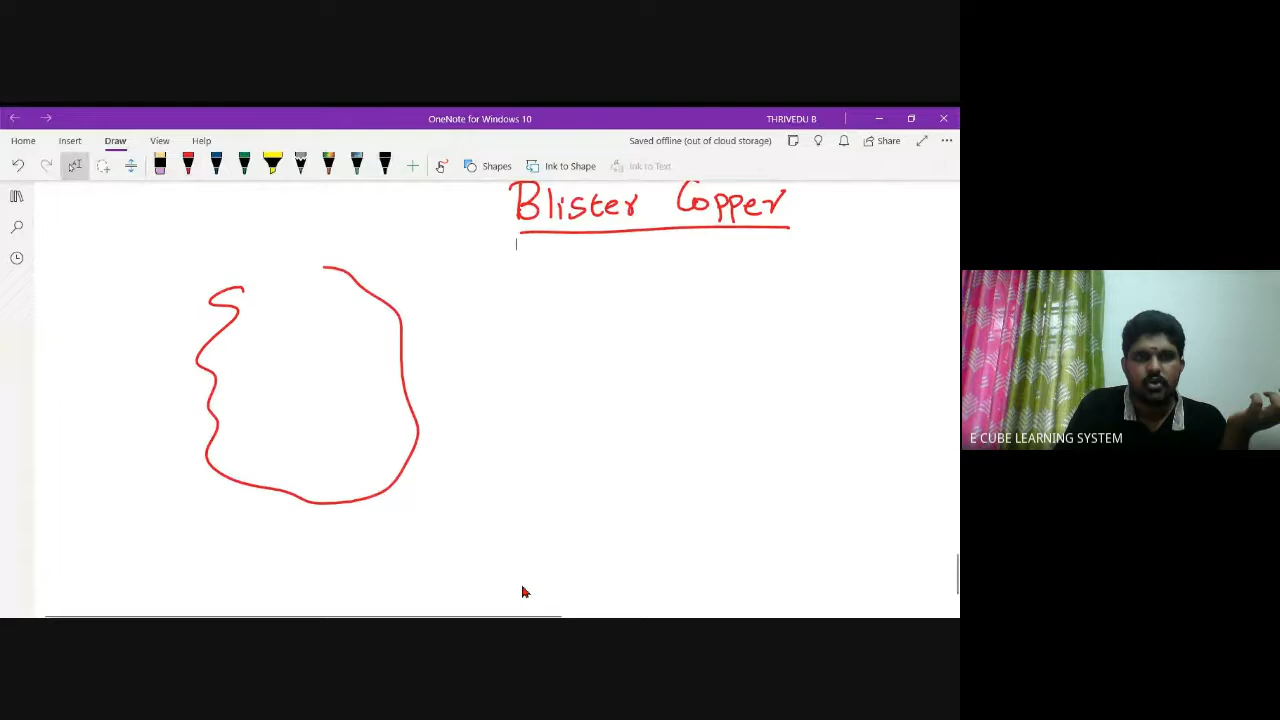 OneNote for Windows 10
THRIVEDU B
Home Insert Draw View Help
Saved offline (out of cloud storage)
Share
Shapes
Ink to Shape
Ink to Text
Blister Copper
E CUBE LEARNING SYSTEM